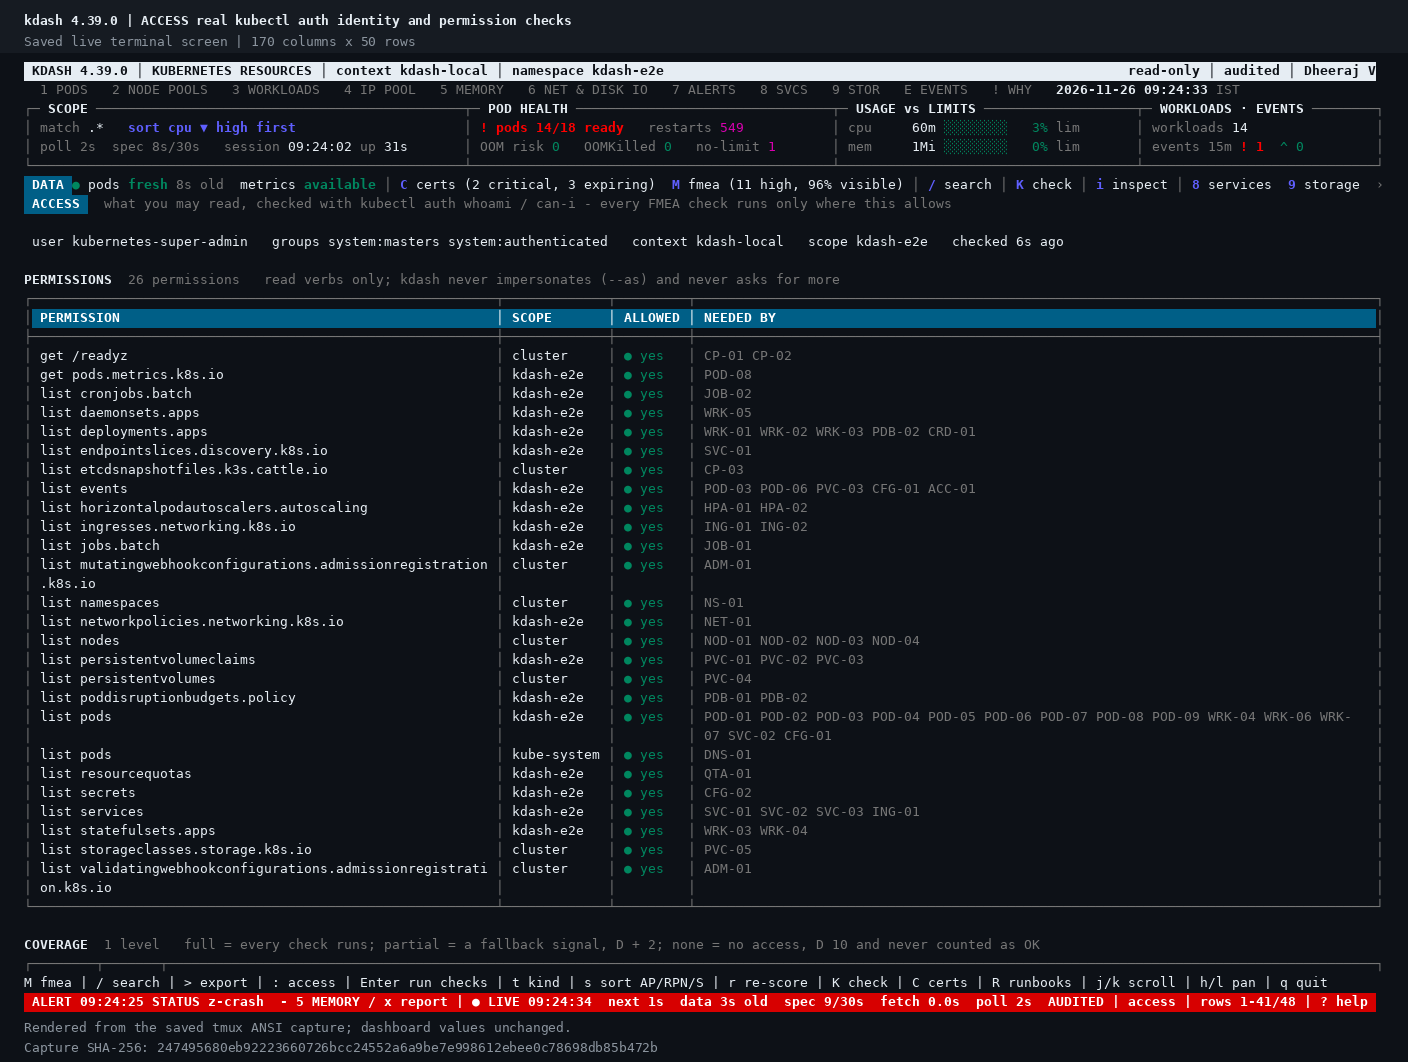 kdash 4.39.0 | ACCESS real kubectl auth identity and permission checks
Saved live terminal screen | 170 columns x 50 rows
KDASH 4.39.0 │ KUBERNETES RESOURCES │ context kdash-local │ namespace kdash-e2e read-only │ audited │ Dheeraj V
1 PODS 2 NODE POOLS 3 WORKLOADS 4 IP POOL 5 MEMORY 6 NET & DISK IO 7 ALERTS 8 SVCS 9 STOR E EVENTS ! WHY 2026-11-26 09:24:33 IST
SCOPE POD HEALTH USAGE vs LIMITS WORKLOADS · EVENTS
match .* sort cpu ▼ high first │ ! pods 14/18 ready restarts 549 │ cpu 60m ░░░░░░░░ 3% lim │ workloads 14
poll 2s spec 8s/30s session 09:24:02 up 31s │ OOM risk 0 OOMKilled 0 no-limit 1 │ mem 1Mi ░░░░░░░░ 0% lim │ events 15m ! 1 ^ 0
DATA ● pods fresh 8s old metrics available │ C certs (2 critical, 3 expiring) M fmea (11 high, 96% visible) │ / search │ K check │ i inspect │ 8 services 9 storage ›
ACCESS what you may read, checked with kubectl auth whoami / can-i - every FMEA check runs only where this allows
user kubernetes-super-admin groups system:masters system:authenticated context kdash-local scope kdash-e2e checked 6s ago
PERMISSIONS 26 permissions read verbs only; kdash never impersonates (--as) and never asks for more
PERMISSION │ SCOPE │ ALLOWED │ NEEDED BY
get /readyz │ cluster │ ● yes │ CP-01 CP-02
get pods.metrics.k8s.io │ kdash-e2e │ ● yes │ POD-08
list cronjobs.batch │ kdash-e2e │ ● yes │ JOB-02
list daemonsets.apps │ kdash-e2e │ ● yes │ WRK-05
list deployments.apps │ kdash-e2e │ ● yes │ WRK-01 WRK-02 WRK-03 PDB-02 CRD-01
list endpointslices.discovery.k8s.io │ kdash-e2e │ ● yes │ SVC-01
list etcdsnapshotfiles.k3s.cattle.io │ cluster │ ● yes │ CP-03
list events │ kdash-e2e │ ● yes │ POD-03 POD-06 PVC-03 CFG-01 ACC-01
list horizontalpodautoscalers.autoscaling │ kdash-e2e │ ● yes │ HPA-01 HPA-02
list ingresses.networking.k8s.io │ kdash-e2e │ ● yes │ ING-01 ING-02
list jobs.batch │ kdash-e2e │ ● yes │ JOB-01
list mutatingwebhookconfigurations.admissionregistration │ cluster │ ● yes │ ADM-01
.k8s.io
list namespaces │ cluster │ ● yes │ NS-01
list networkpolicies.networking.k8s.io │ kdash-e2e │ ● yes │ NET-01
list nodes │ cluster │ ● yes │ NOD-01 NOD-02 NOD-03 NOD-04
list persistentvolumeclaims │ kdash-e2e │ ● yes │ PVC-01 PVC-02 PVC-03
list persistentvolumes │ cluster │ ● yes │ PVC-04
list poddisruptionbudgets.policy │ kdash-e2e │ ● yes │ PDB-01 PDB-02
list pods │ kdash-e2e │ ● yes │ POD-01 POD-02 POD-03 POD-04 POD-05 POD-06 POD-07 POD-08 POD-09 WRK-04 WRK-06 WRK-
07 SVC-02 CFG-01
list pods │ kube-system │ ● yes │ DNS-01
list resourcequotas │ kdash-e2e │ ● yes │ QTA-01
list secrets │ kdash-e2e │ ● yes │ CFG-02
list services │ kdash-e2e │ ● yes │ SVC-01 SVC-02 SVC-03 ING-01
list statefulsets.apps │ kdash-e2e │ ● yes │ WRK-03 WRK-04
list storageclasses.storage.k8s.io │ cluster │ ● yes │ PVC-05
list validatingwebhookconfigurations.admissionregistrati │ cluster │ ● yes │ ADM-01
on.k8s.io
COVERAGE 1 level full = every check runs; partial = a fallback signal, D + 2; none = no access, D 10 and never counted as OK
M fmea | / search | > export | : access | Enter run checks | t kind | s sort AP/RPN/S | r re-score | K check | C certs | R runbooks | j/k scroll | h/l pan | q quit
ALERT 09:24:25 STATUS z-crash - 5 MEMORY / x report | ● LIVE 09:24:34 next 1s data 3s old spec 9/30s fetch 0.0s poll 2s AUDITED | access | rows 1-41/48 | ? help
Rendered from the saved tmux ANSI capture; dashboard values unchanged.
Capture SHA-256: 247495680eb92223660726bcc24552a6a9be7e998612ebee0c78698db85b472b